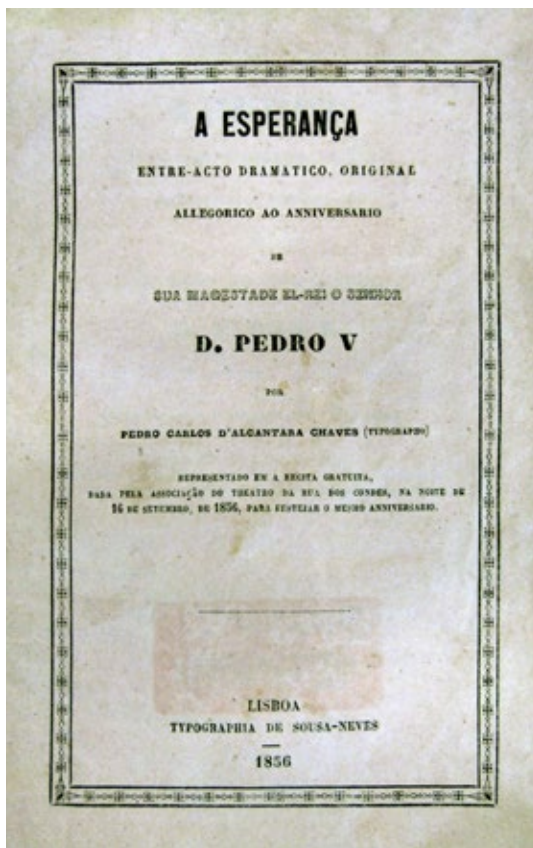 A ESPERANÇA
ENTRE-ACTO DRAMATICO, ORIGINAL
ALLEGORICO AO ANNIVERSARIO
DE
SUA MAGESTADE EL-REI O SENHOR
D. PEDRO V
POR
PEDRO CARLOS D'ALCANTARA CHAVES (TYPOGRAPHO)
REPRESENTADO EM A RECITA GRATUITA,
DADA PELA ASSOCIAÇÃO DO THEATRO DA RUA DOS CONDES, NA NOITE DE
16 DE SETEMBRO, DE 1856, PARA FESTEJAR O MESMO ANNIVERSARIO.
LISBOA
TYPOGRAPHIA DE SOUSA-NEVES
1856